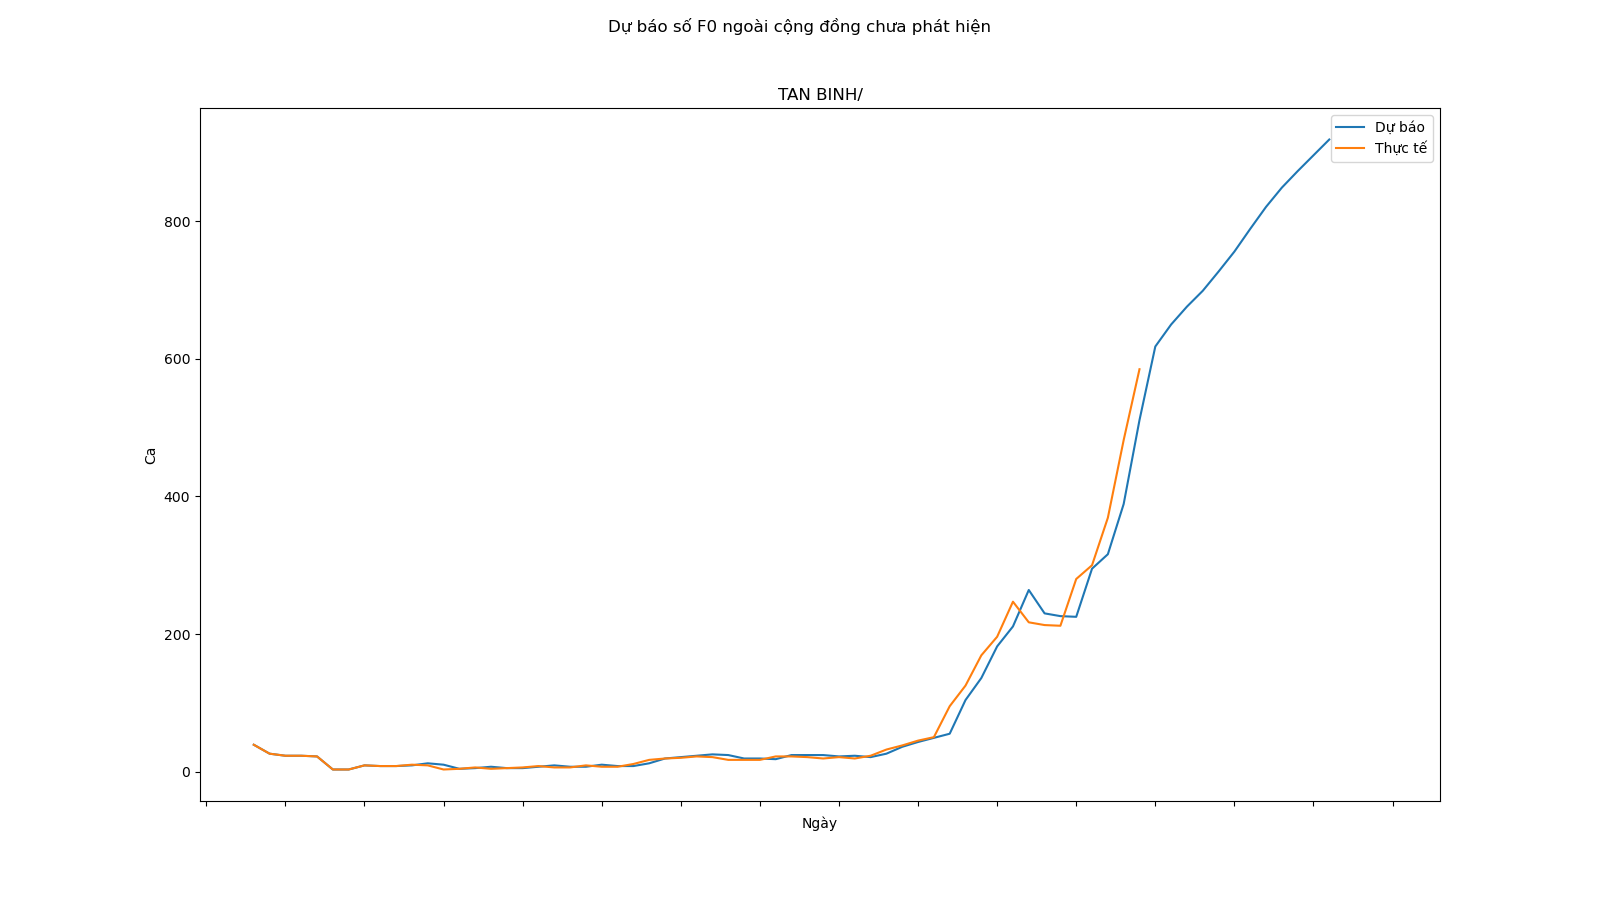 Dự báo số F0 ngoài cộng đồng chưa phát hiện
TAN BINH/
Dự báo
Thực tế
800
600
400
200
0
Ca
Ngày